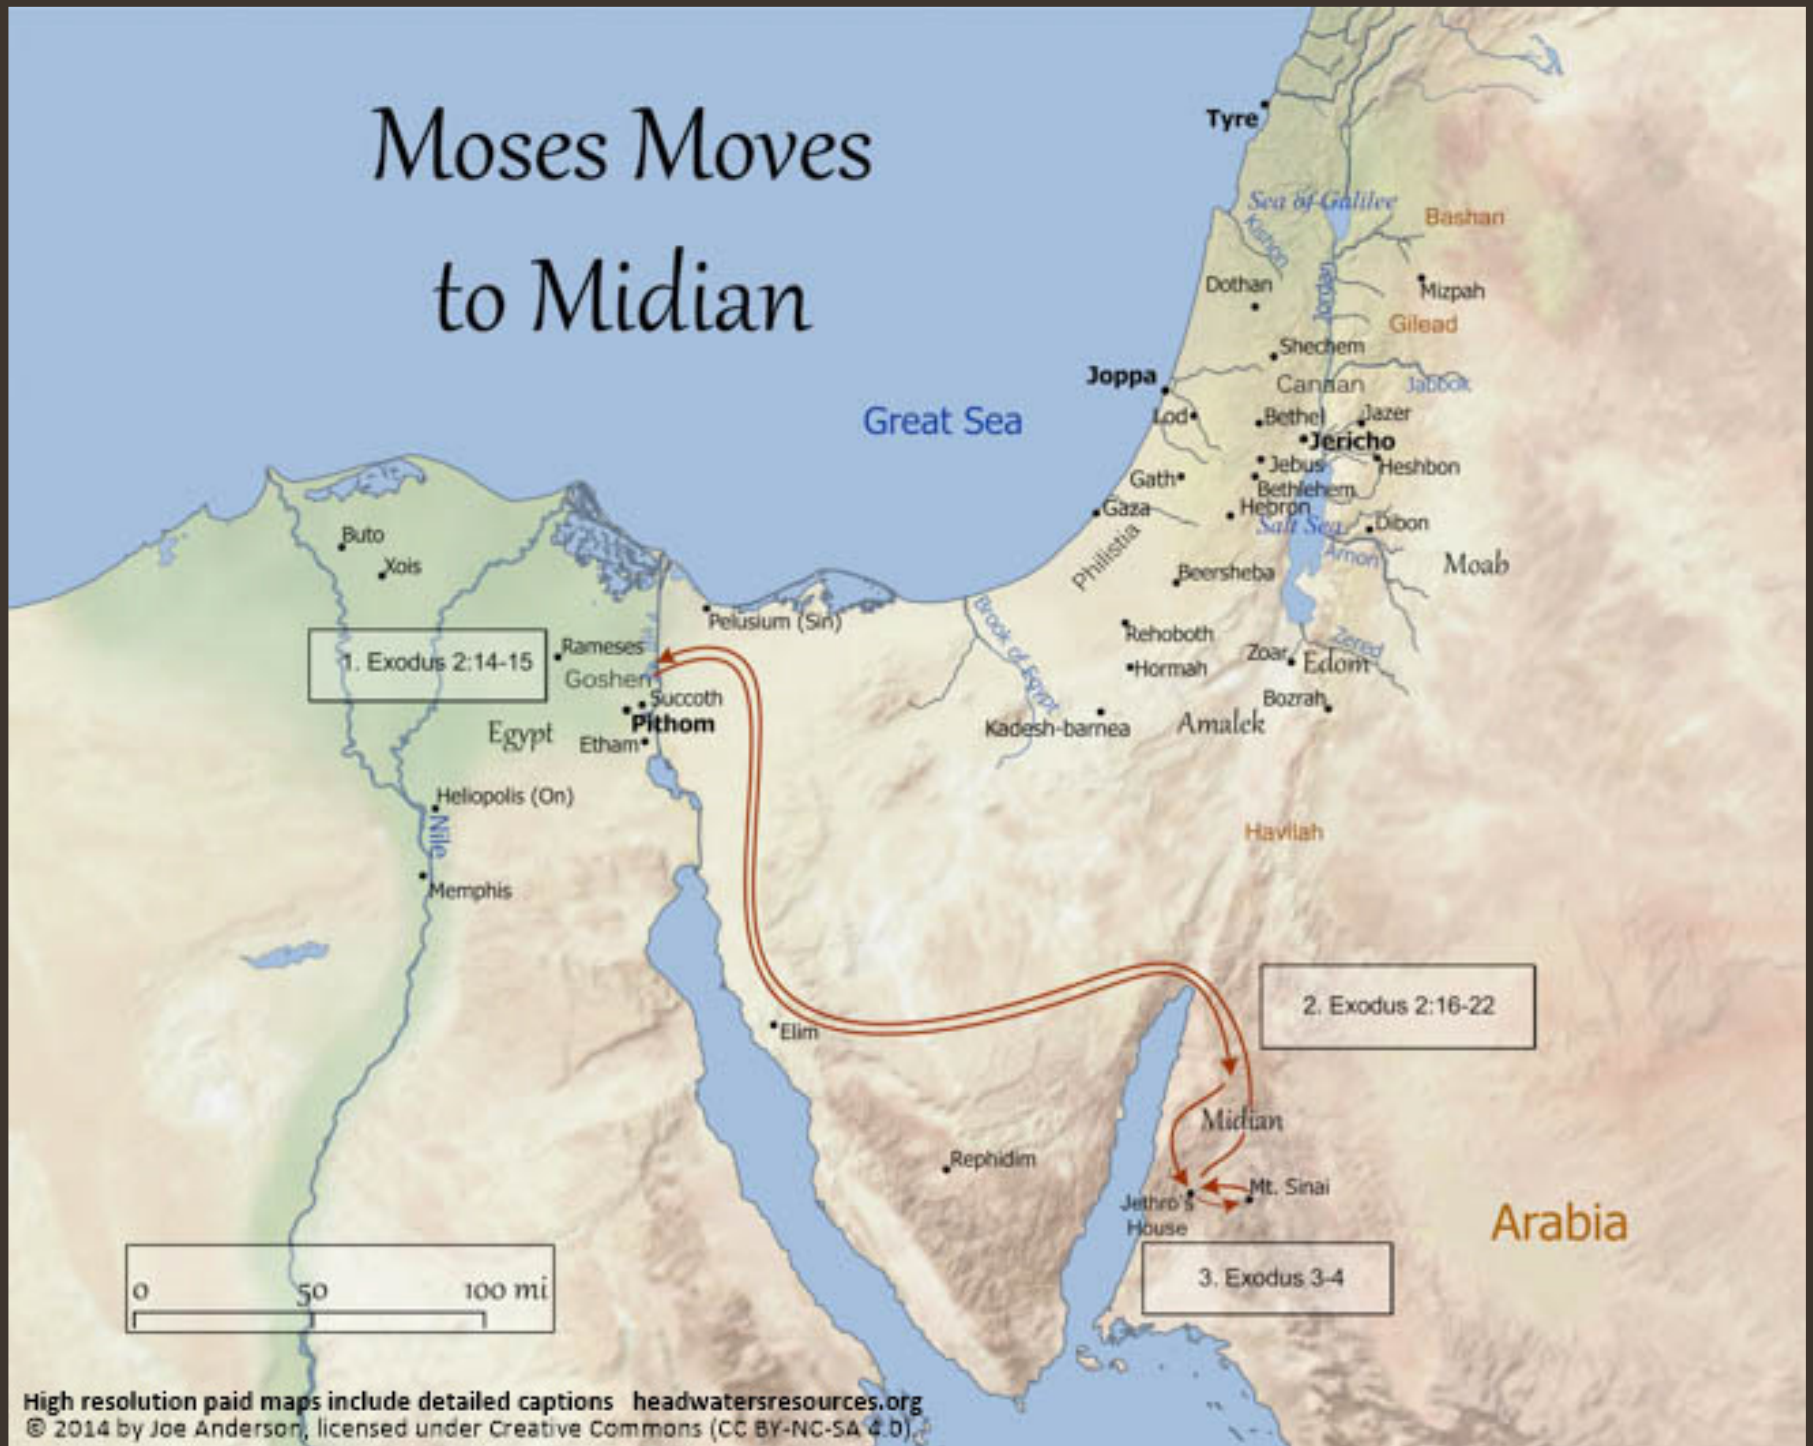 Moses Moves
to Midian
Tyre
Sea of Galilee
Bashan
Kishon
Dothan
Jordan
Mizpah
Gilead
Shechem
Joppa
Canaan
Jabbok
Great Sea
Lod
Bethel
Jazer
Jericho
Jebus
Heshbon
Gath
Bethlehem
Gaza
Hebron
Salt Sea
Dibon
Philistia
Arnon
Moab
Buto
Xois
Beersheba
Pelusium (Sin)
Brook of Egypt
Rehoboth
Zered
1. Exodus 2:14-15
Rameses
Goshen
Hormah
Zoar
Edom
Succoth
Bozrah
Pithom
Egypt
Etham
Kadesh-barnea
Amalek
Heliopolis (On)
Nile
Havilah
Memphis
2. Exodus 2:16-22
Elim
Midian
Rephidim
Mt. Sinai
Jethro's
House
Arabia
3. Exodus 3-4
0 50 100 mi
High resolution paid maps include detailed captions headwatersresources.org
© 2014 by Joe Anderson, licensed under Creative Commons (CC BY-NC-SA 4.0).